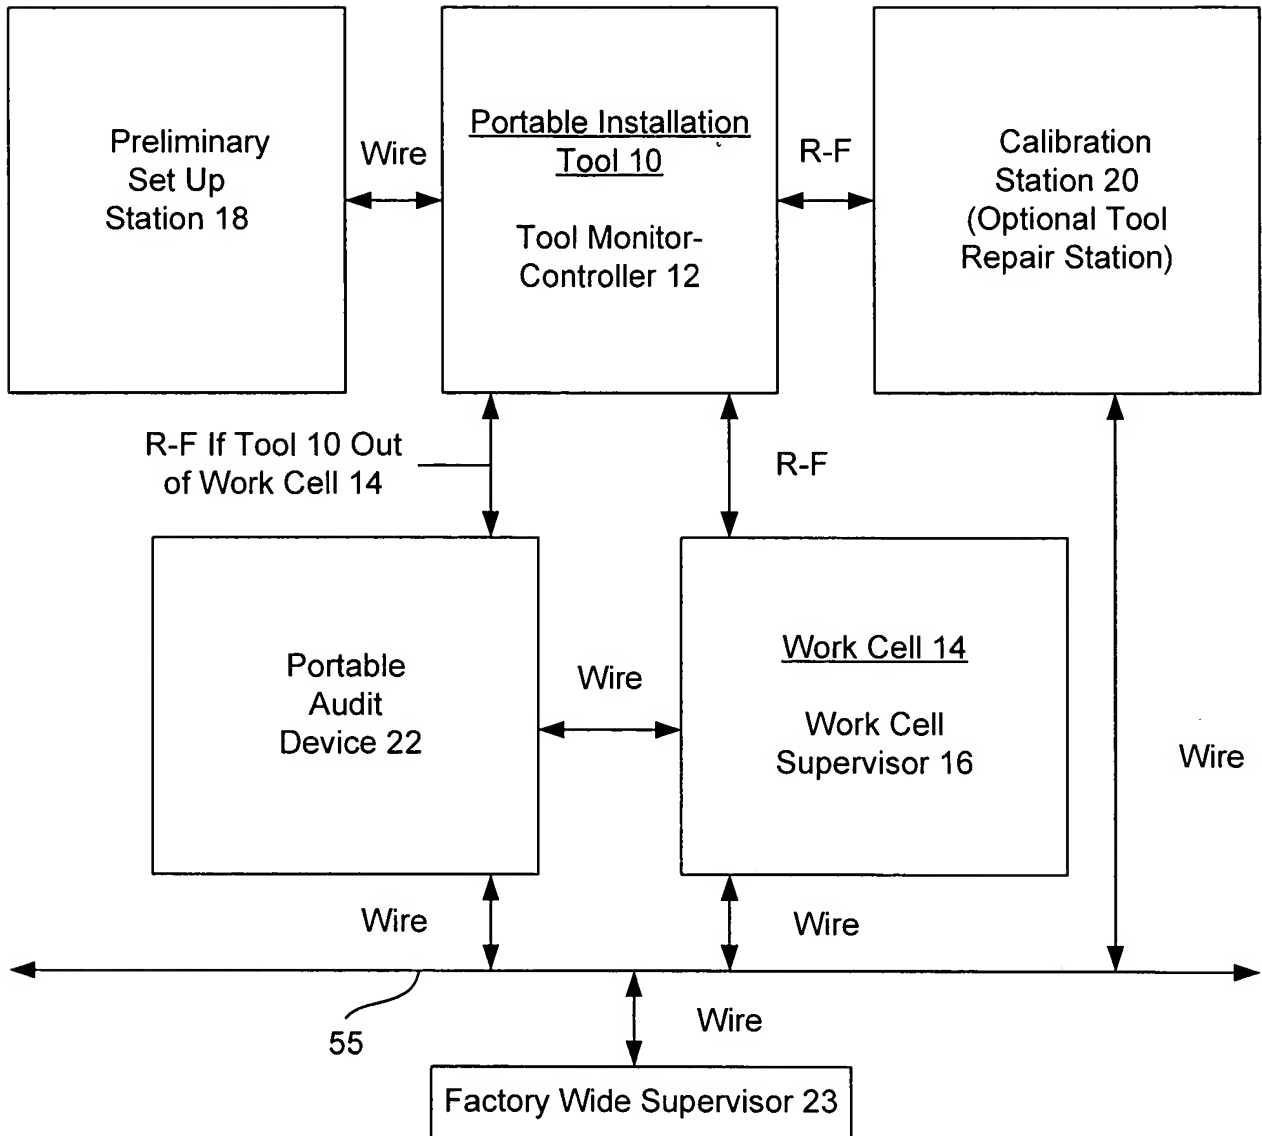 Preliminary
Set Up
Station 18
Wire
Portable Installation
Tool 10
Tool Monitor-
Controller 12
R-F
Calibration
Station 20
(Optional Tool
Repair Station)
R-F If Tool 10 Out
of Work Cell 14
R-F
Portable
Audit
Device 22
Wire
Work Cell 14
Work Cell
Supervisor 16
Wire
Wire
Wire
55
Wire
Factory Wide Supervisor 23